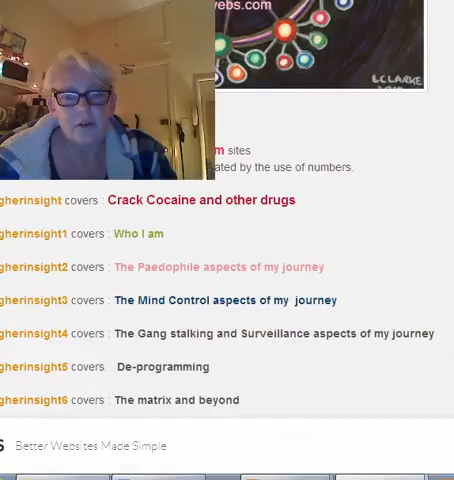 vebs.com
L CLARKE
m sites
ated by the use of numbers.
gherinsight covers : Crack Cocaine and other drugs
gherinsight1 covers : Who I am
gherinsight2 covers : The Paedophile aspects of my journey
gherinsight3 covers : The Mind Control aspects of my journey
gherinsight4 covers : The Gang stalking and Surveillance aspects of my journey
gherinsight5 covers: De-programming
gherinsight6 covers : The matrix and beyond
s Better Websites Made Simple